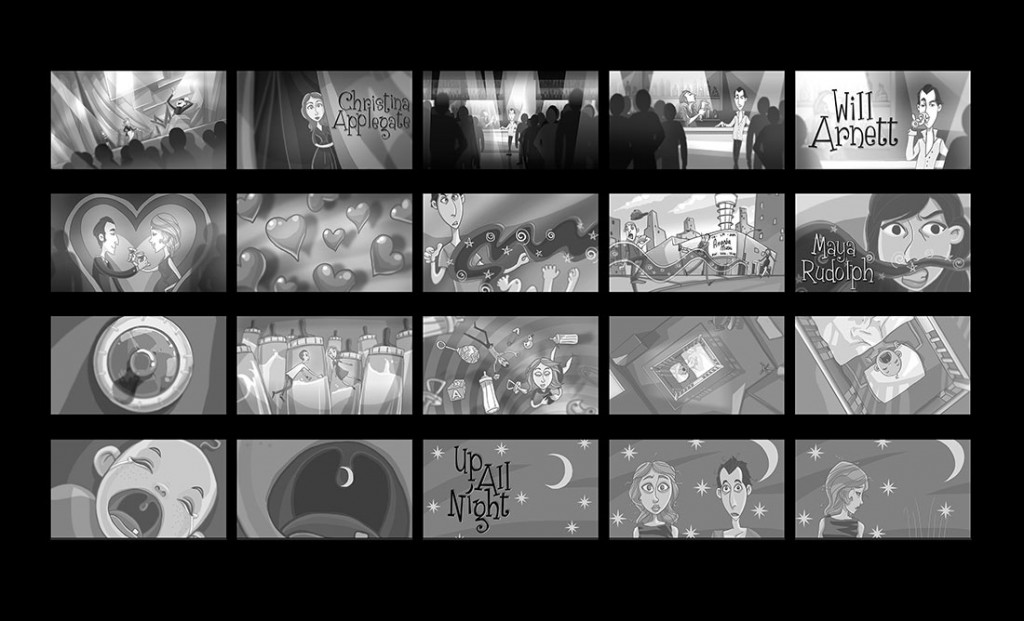 Christina
Applegate
Will
Arnett
Maya
Rudolph
A
Up
All
Night